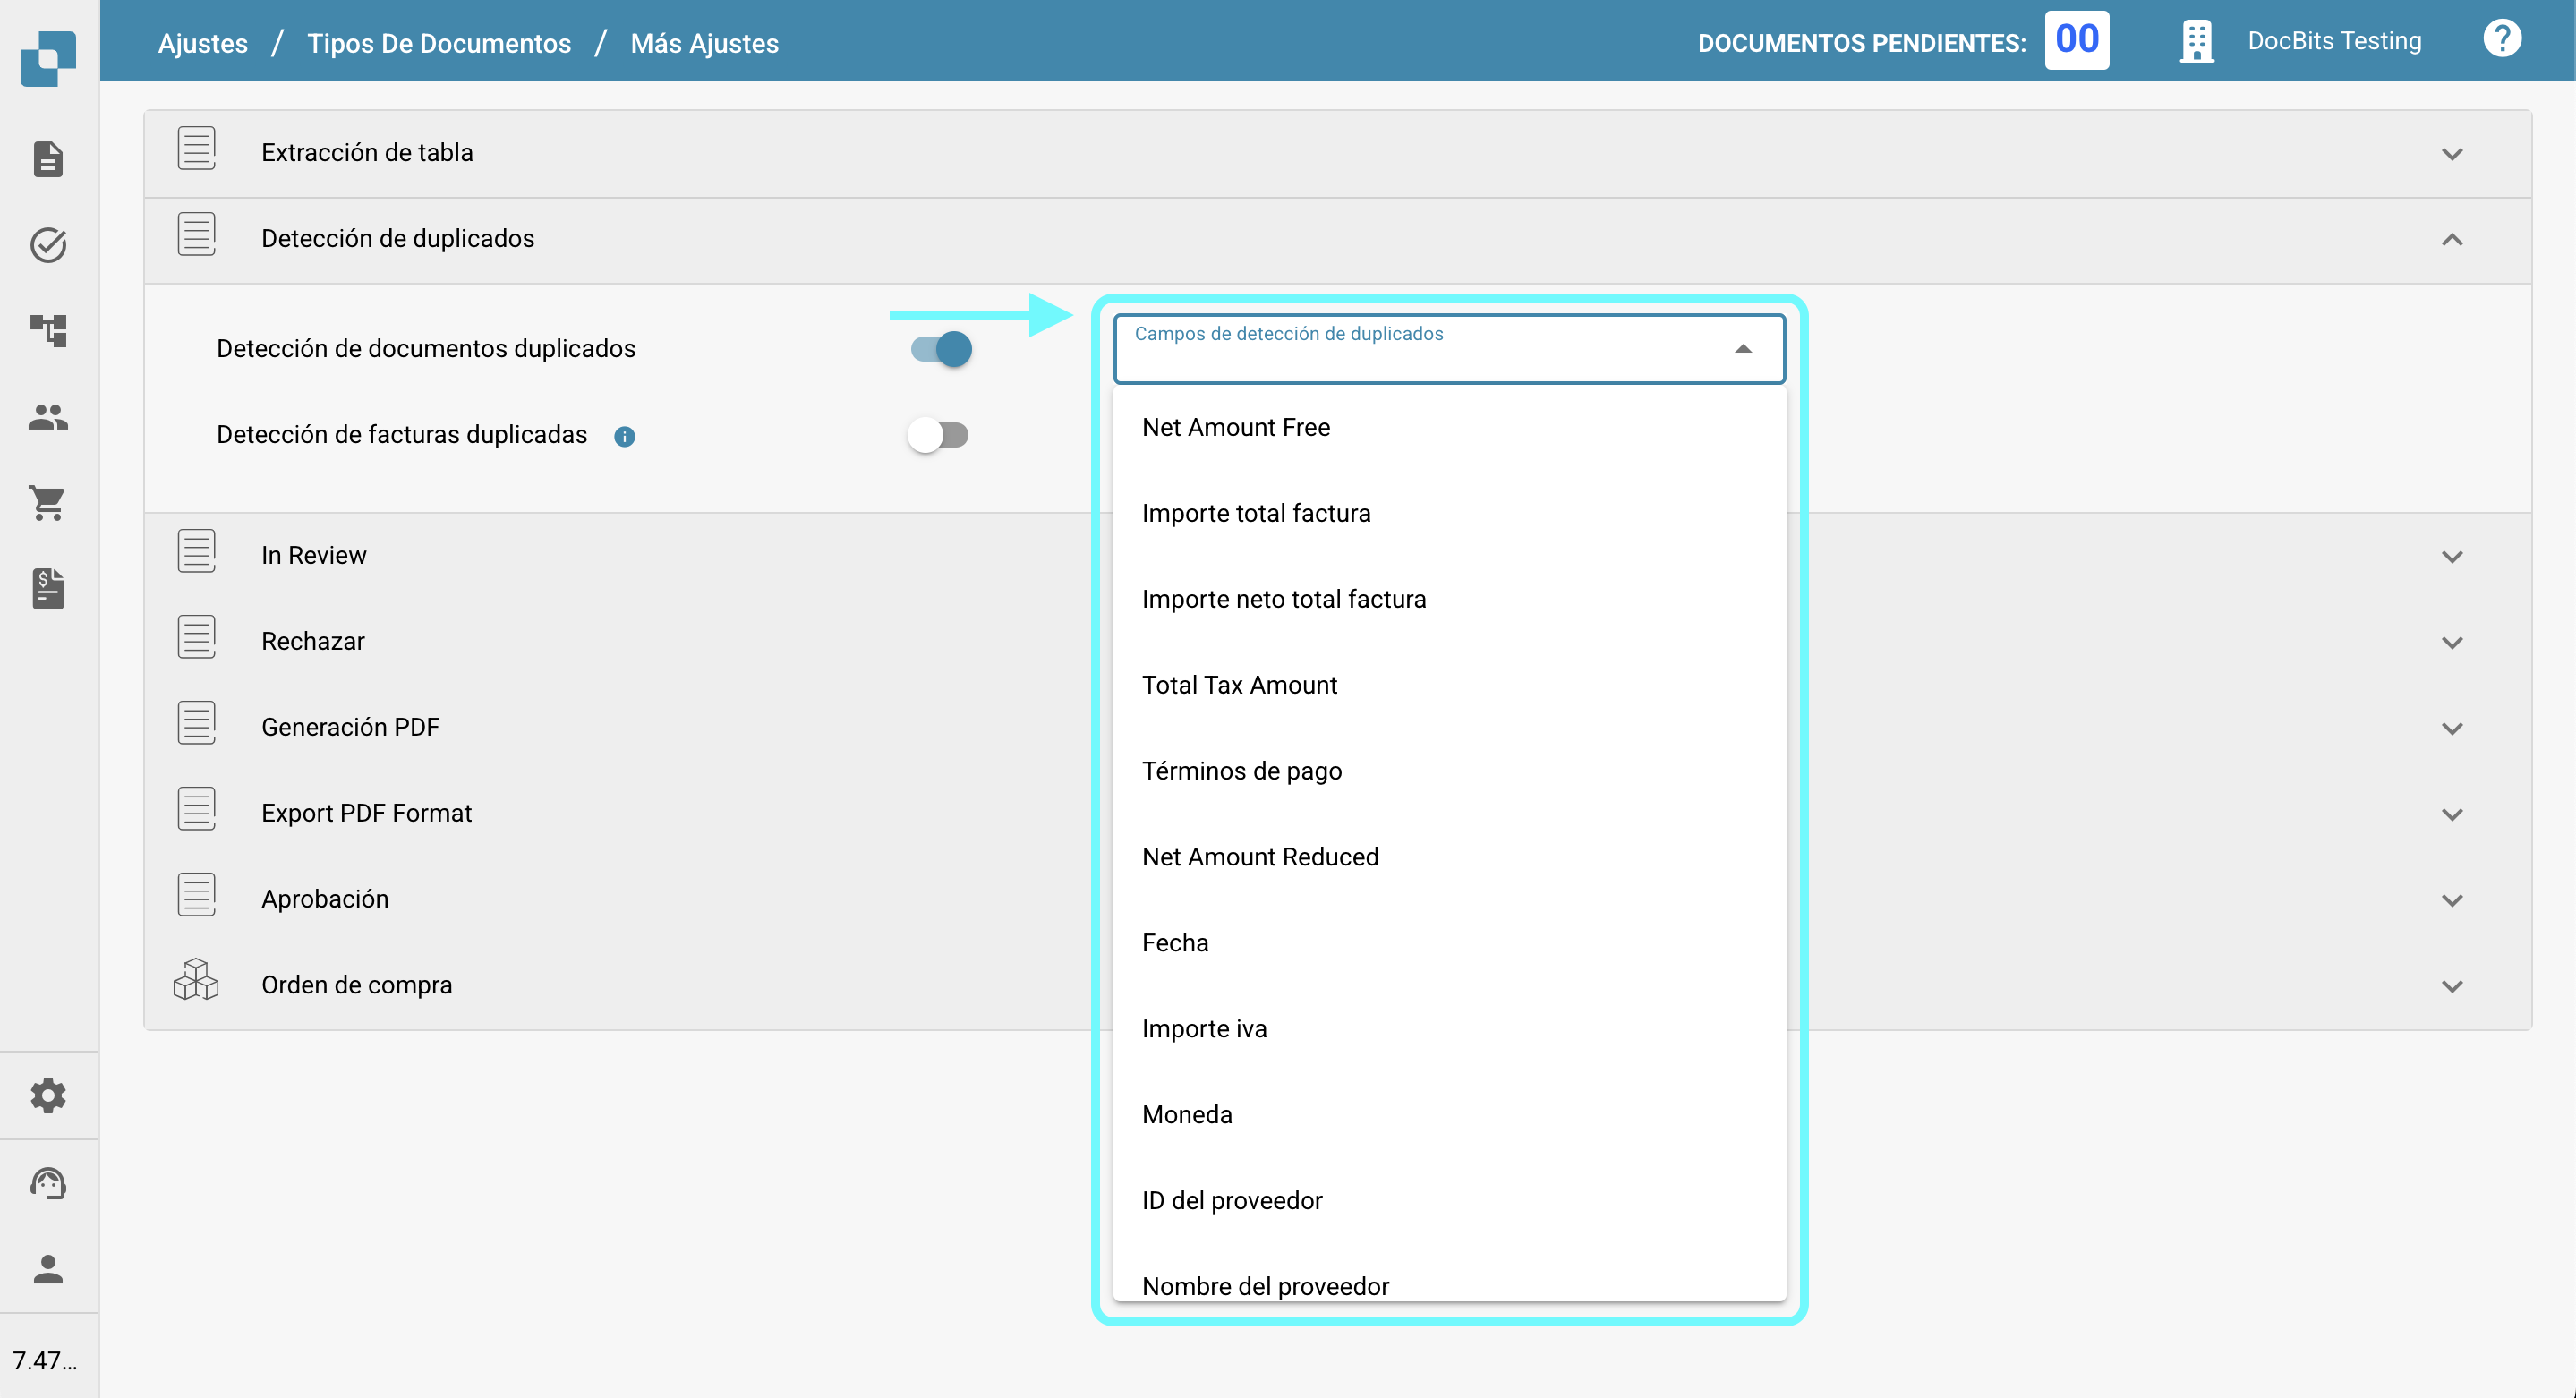 Ajustes / Tipos De Documentos / Más Ajustes
DOCUMENTOS PENDIENTES: 00
DocBits Testing
?
Extracción de tabla
Detección de duplicados
Detección de documentos duplicados
Detección de facturas duplicadas
Campos de detección de duplicados
Net Amount Free
Importe total factura
Importe neto total factura
Total Tax Amount
Términos de pago
Net Amount Reduced
Fecha
Importe iva
Moneda
ID del proveedor
Nombre del proveedor
In Review
Rechazar
Generación PDF
Export PDF Format
Aprobación
Orden de compra
7.47...